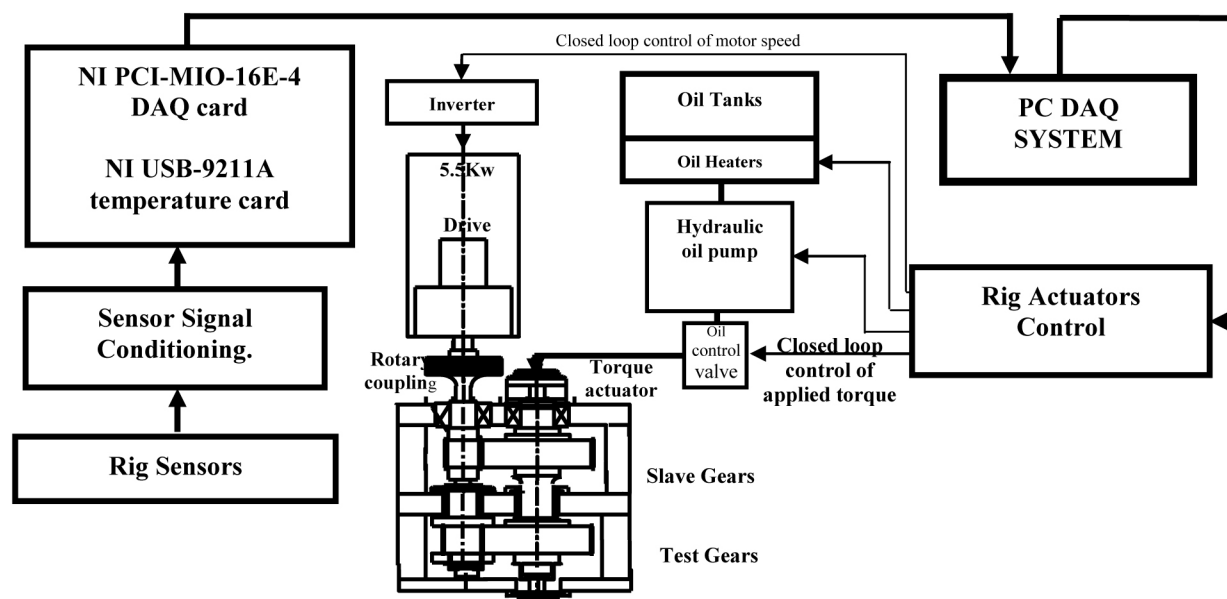 Closed loop control of motor speed
NI PCI-MIO-16E-4
DAQ card
NI USB-9211A
temperature card
Inverter
Oil Tanks
Oil Heaters
PC DAQ
SYSTEM
5.5Kw
Drive
Hydraulic
oil pump
Rig Actuators
Control
Sensor Signal
Conditioning.
Oil
control
valve
Closed loop
control of
applied torque
Rotary
coupling
Torque
actuator
Rig Sensors
Slave Gears
Test Gears